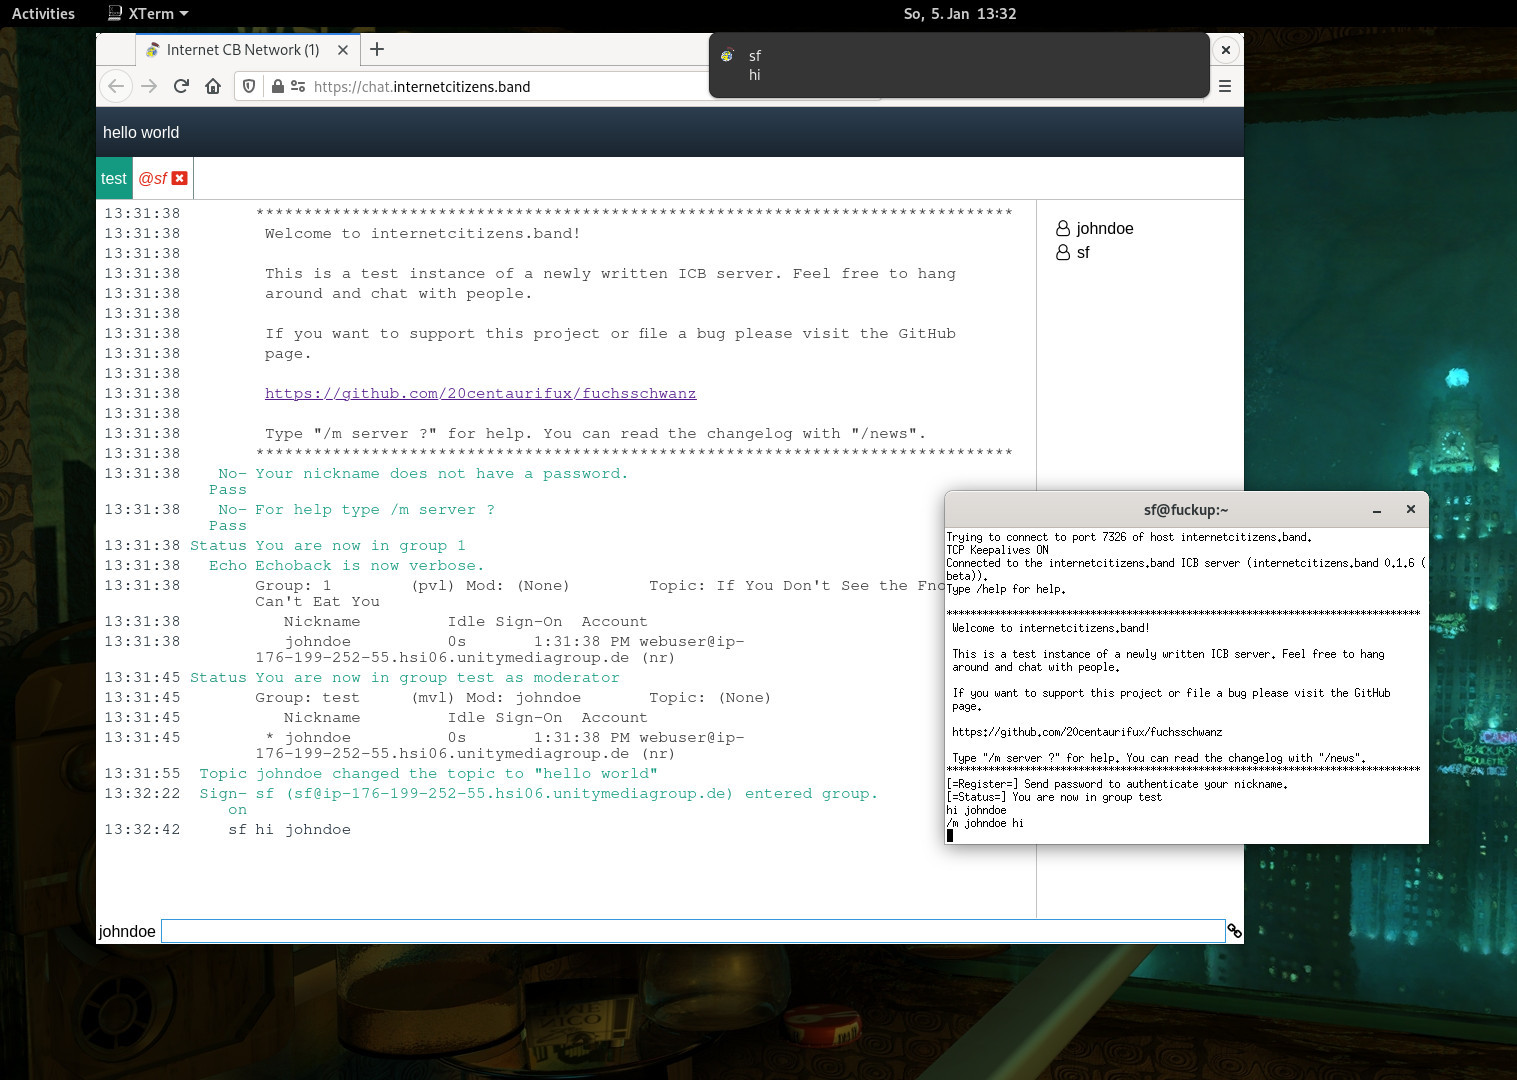 Activities
XTerm
So, 5. Jan 13:32
Internet CB Network (1)
sf
hi
https://chat.internetcitizens.band
hello world
test
@sf
13:31:38 *******************************************************************************
13:31:38 Welcome to internetcitizens.band!
13:31:38
13:31:38 This is a test instance of a newly written ICB server. Feel free to hang
13:31:38 around and chat with people.
13:31:38
13:31:38 If you want to support this project or file a bug please visit the GitHub
13:31:38 page.
13:31:38
13:31:38 https://github.com/20centaurifux/fuchsschwanz
13:31:38
13:31:38 Type "/m server ?" for help. You can read the changelog with "/news".
13:31:38 *******************************************************************************
13:31:38 No-Your nickname does not have a password.
Pass
13:31:38 No-For help type /m server ?
Pass
13:31:38 Status You are now in group 1
13:31:38 Echo Echoback is now verbose.
13:31:38 Group: 1 (pvl) Mod: (None) Topic: If You Don't See the Fno
Can't Eat You
13:31:38 Nickname Idle Sign-On Account
13:31:38 johndoe 0s 1:31:38 PM webuser@ip-
176-199-252-55.hsi06.unitymediagroup.de (nr)
13:31:45 Status You are now in group test as moderator
13:31:45 Group: test (mvl) Mod: johndoe Topic: (None)
13:31:45 Nickname Idle Sign-On Account
13:31:45 * johndoe 0s 1:31:38 PM webuser@ip-
176-199-252-55.hsi06.unitymediagroup.de (nr)
13:31:55 Topic johndoe changed the topic to "hello world"
13:32:22 Sign-sf (sf@ip-176-199-252-55.hsi06.unitymediagroup.de) entered group.
on
13:32:42 sf hi johndoe
johndoe
sf
johndoe
sf@fuckup:~
Trying to connect to port 7326 of host internetcitizens.band.
TCP Keepalives ON
Connected to the internetcitizens.band ICB server (internetcitizens.band 0.1.6 (
beta)).
Type /help for help.
*******************************************************************************
Welcome to internetcitizens.band!
This is a test instance of a newly written ICB server. Feel free to hang
around and chat with people.
If you want to support this project or file a bug please visit the GitHub
page.
https://github.com/20centaurifux/fuchsschwanz
Type "/m server ?" for help. You can read the changelog with "/news".
*******************************************************************************
[=Register=] Send password to authenticate your nickname.
[=Status=] You are now in group test
hi johndoe
/m johndoe hi